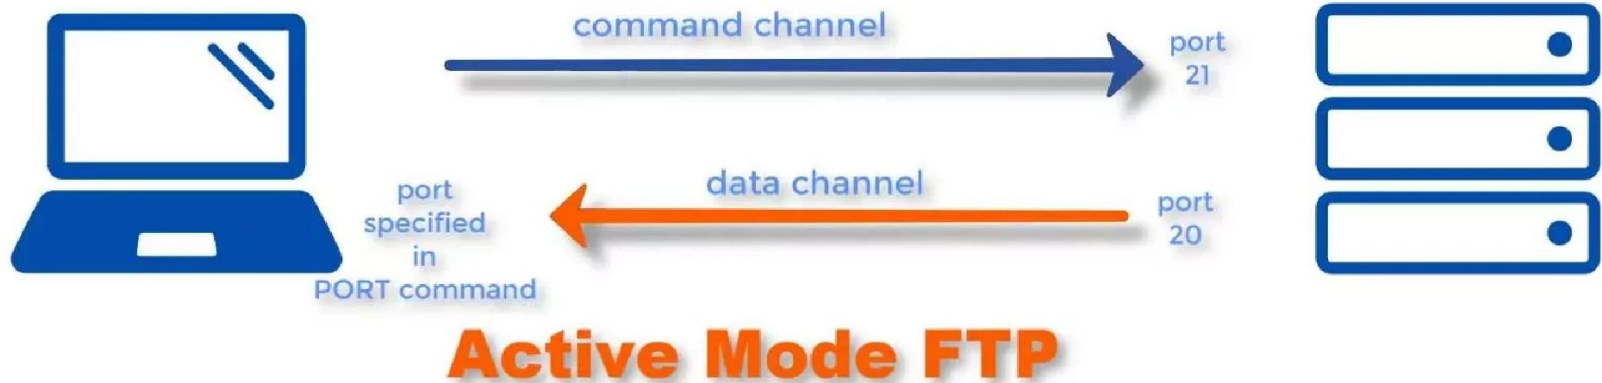 command channel
port
21
data channel
port
20
port
specified
in
PORT command
Active Mode FTP